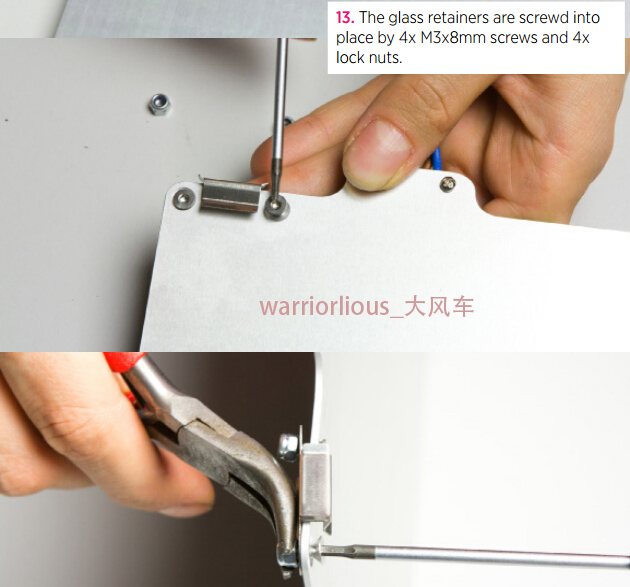 13. The glass retainers are screwd into
place by 4x M3x8mm screws and 4x
lock nuts.
warriorlious_大风车